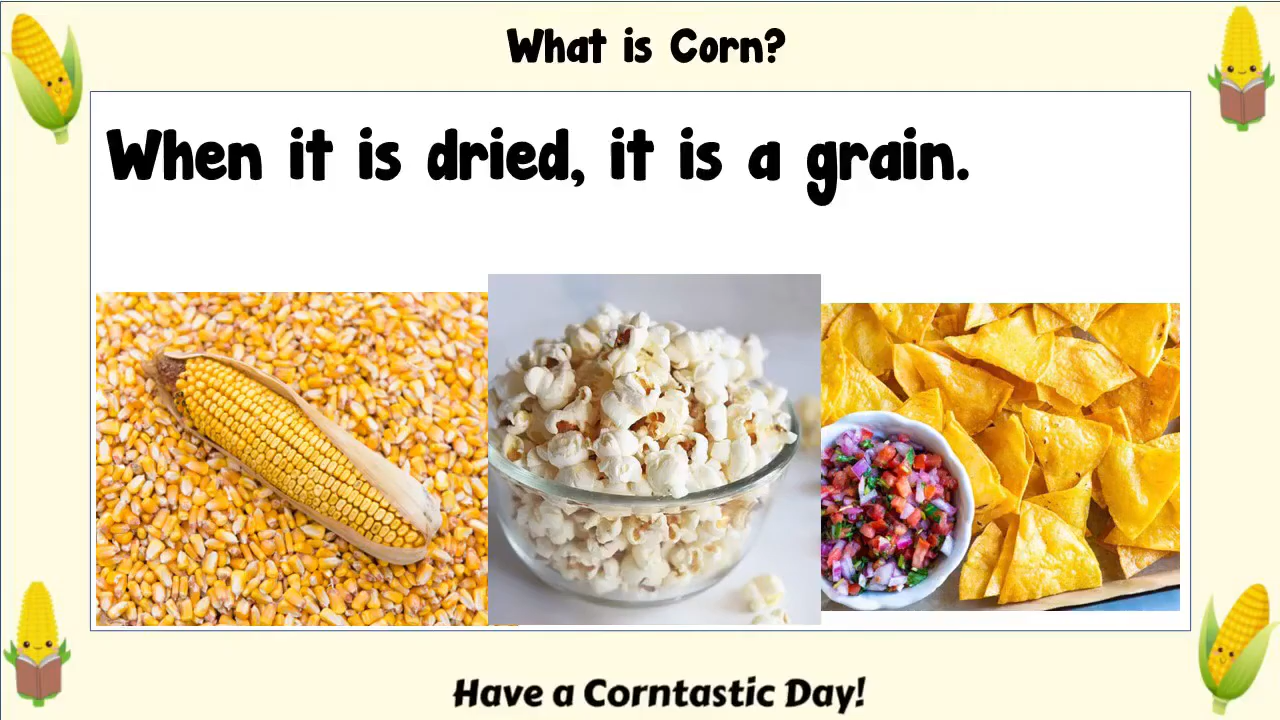 What is Corn?
When it is dried, it is a grain.
Have a Corntastic Day!